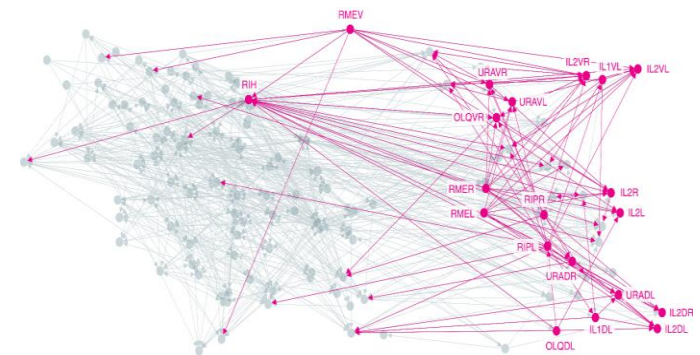 RMEV
IL2VR
IL1VL
IL2VL
URAVR
RIH
URAVL
OLQVR
RMER
IL2R
RIPR
RMEL
IL2L
RIPL
URADR
URADL
IL2DR
IL1DL
IL2DL
OLQDL